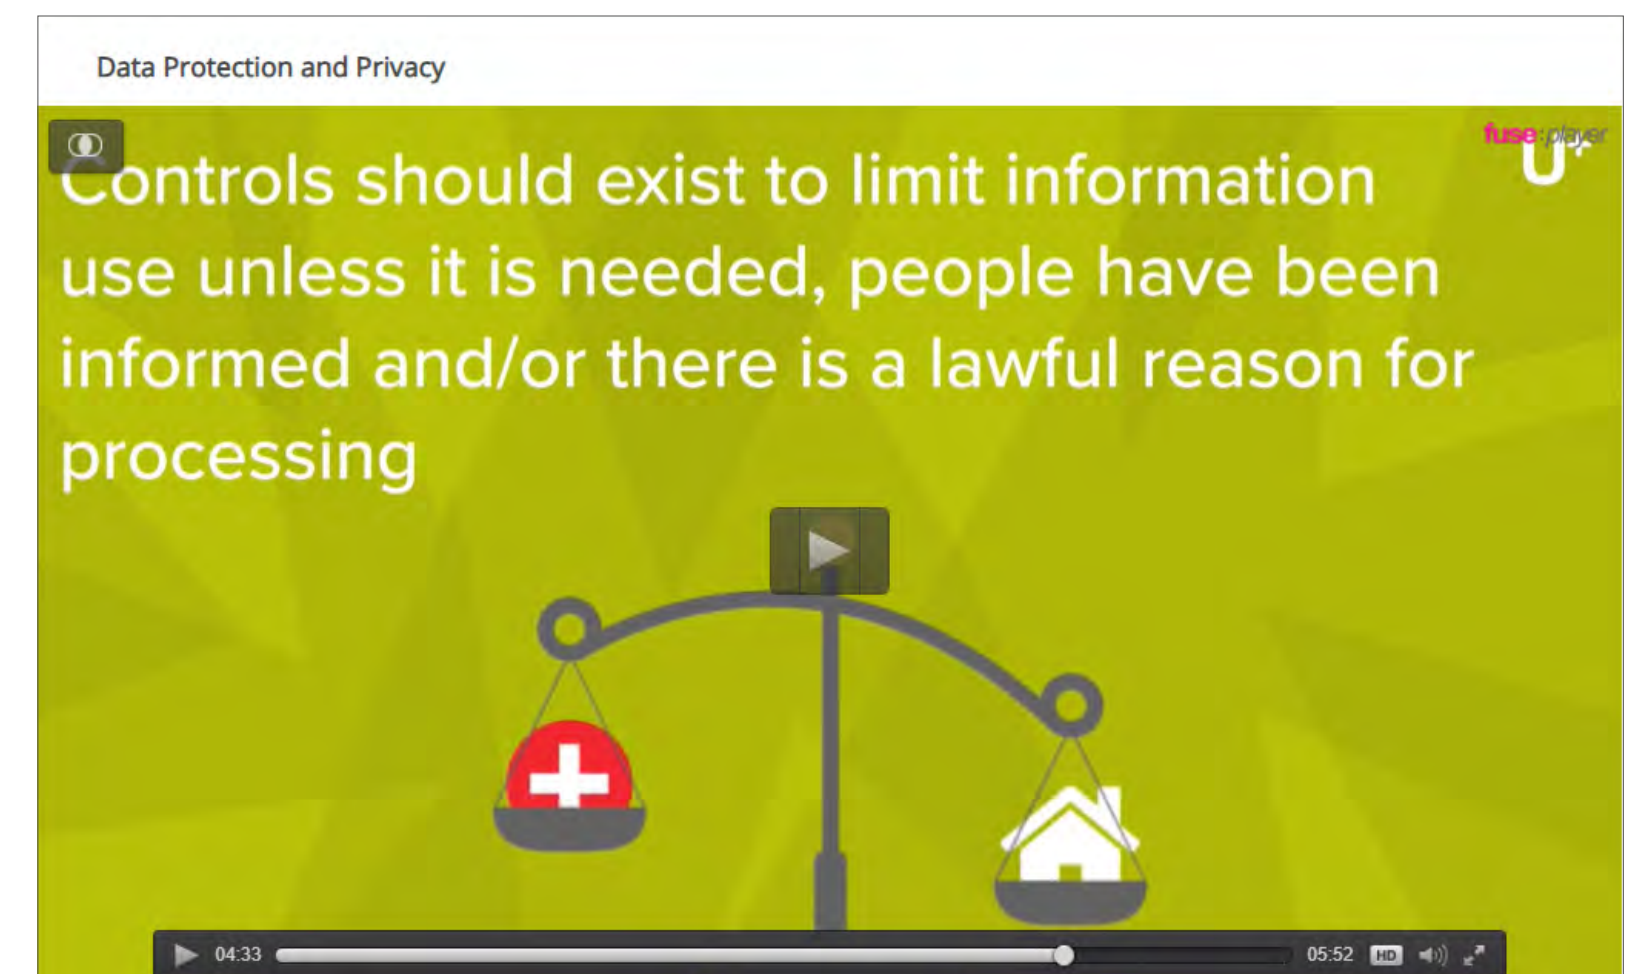 Data Protection and Privacy
fuse:player
U+
Controls should exist to limit information
use unless it is needed, people have been
informed and/or there is a lawful reason for
processing
04:33
05:52
HD